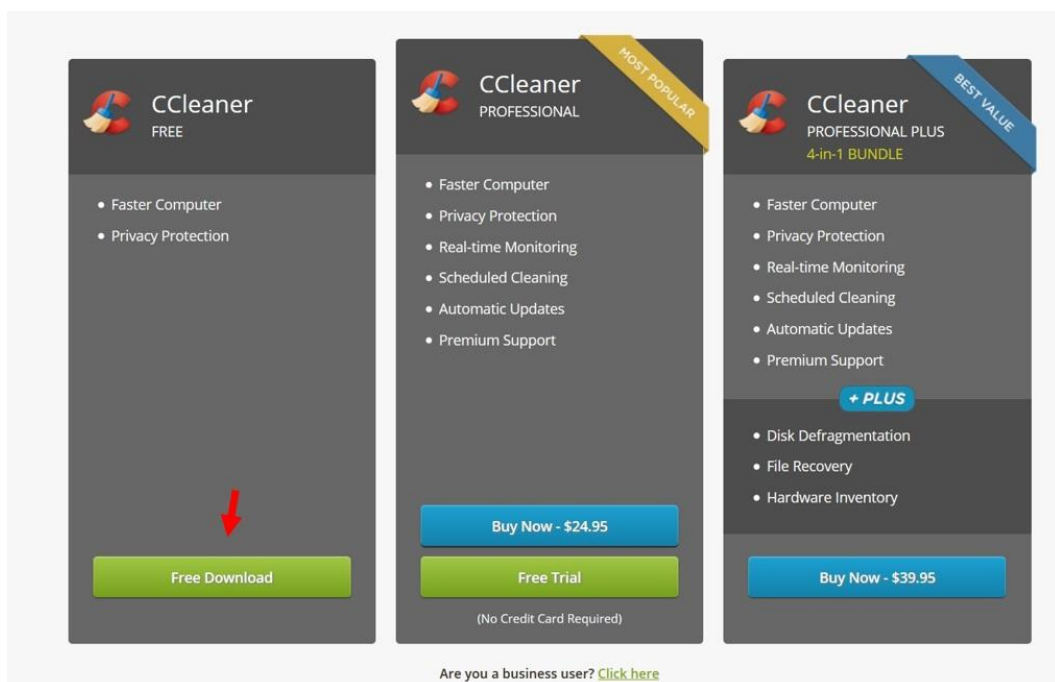 CCleaner
FREE
Faster Computer
Privacy Protection
Free Download
MOST POPULAR
CCleaner
PROFESSIONAL
Faster Computer
Privacy Protection
Real-time Monitoring
Scheduled Cleaning
Automatic Updates
Premium Support
Buy Now - $24.95
Free Trial
(No Credit Card Required)
BEST VALUE
CCleaner
PROFESSIONAL PLUS
4-in-1 BUNDLE
Faster Computer
Privacy Protection
Real-time Monitoring
Scheduled Cleaning
Automatic Updates
Premium Support
+ PLUS
Disk Defragmentation
File Recovery
Hardware Inventory
Buy Now - $39.95
Are you a business user? Click here